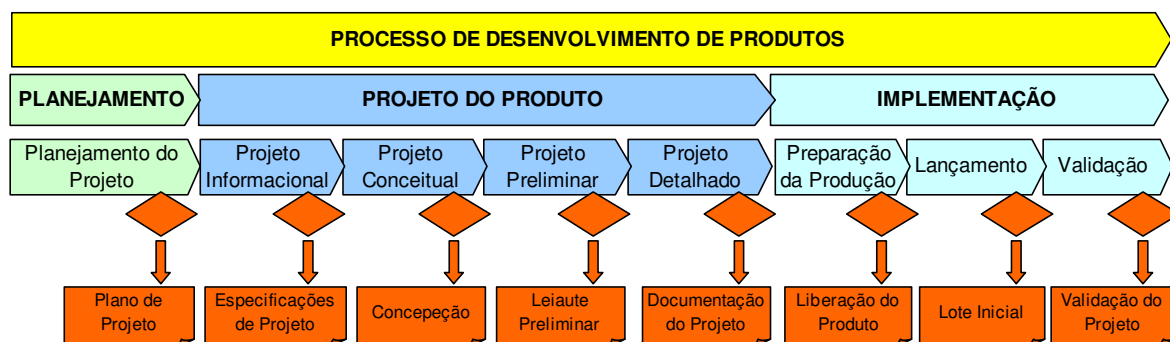 PROCESSO DE DESENVOLVIMENTO DE PRODUTOS
PLANEJAMENTO
PROJETO DO PRODUTO
IMPLEMENTAÇÃO
Planejamento do
Projeto
Projeto
Informacional
Projeto
Conceitual
Projeto
Preliminar
Projeto
Detalhado
Preparação
da Produção
Lançamento
Validação
Plano de
Projeto
Especificações
de Projeto
Concepeção
Leiaute
Preliminar
Documentação
do Projeto
Liberação do
Produto
Lote Inicial
Validação do
Projeto